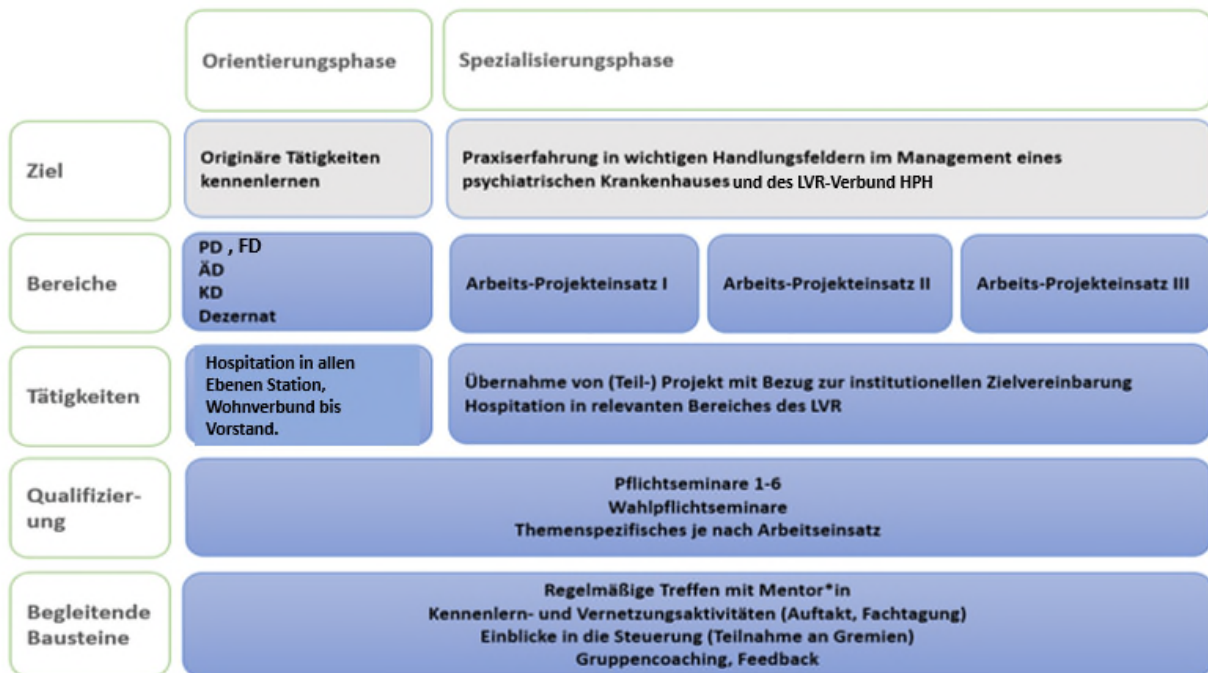 Orientierungsphase
Spezialisierungsphase
Ziel
Originäre Tätigkeiten
kennenlernen
Praxiserfahrung in wichtigen Handlungsfeldern im Management eines
psychiatrischen Krankenhauses und des LVR-Verbund HPH
Bereiche
PD , FD
ÄD
KD
Dezernat
Arbeits-Projekteinsatz I
Arbeits-Projekteinsatz II
Arbeits-Projekteinsatz III
Tätigkeiten
Hospitation in allen
Ebenen Station,
Wohnverbund bis
Vorstand.
Übernahme von (Teil-) Projekt mit Bezug zur institutionellen Zielvereinbarung
Hospitation in relevanten Bereiches des LVR
Qualifizier-
ung
Pflichtseminare 1-6
Wahlpflichtseminare
Themenspezifisches je nach Arbeitseinsatz
Begleitende
Bausteine
Regelmäßige Treffen mit Mentor*in
Kennenlern- und Vernetzungsaktivitäten (Auftakt, Fachtagung)
Einblicke in die Steuerung (Teilnahme an Gremien)
Gruppencoaching, Feedback